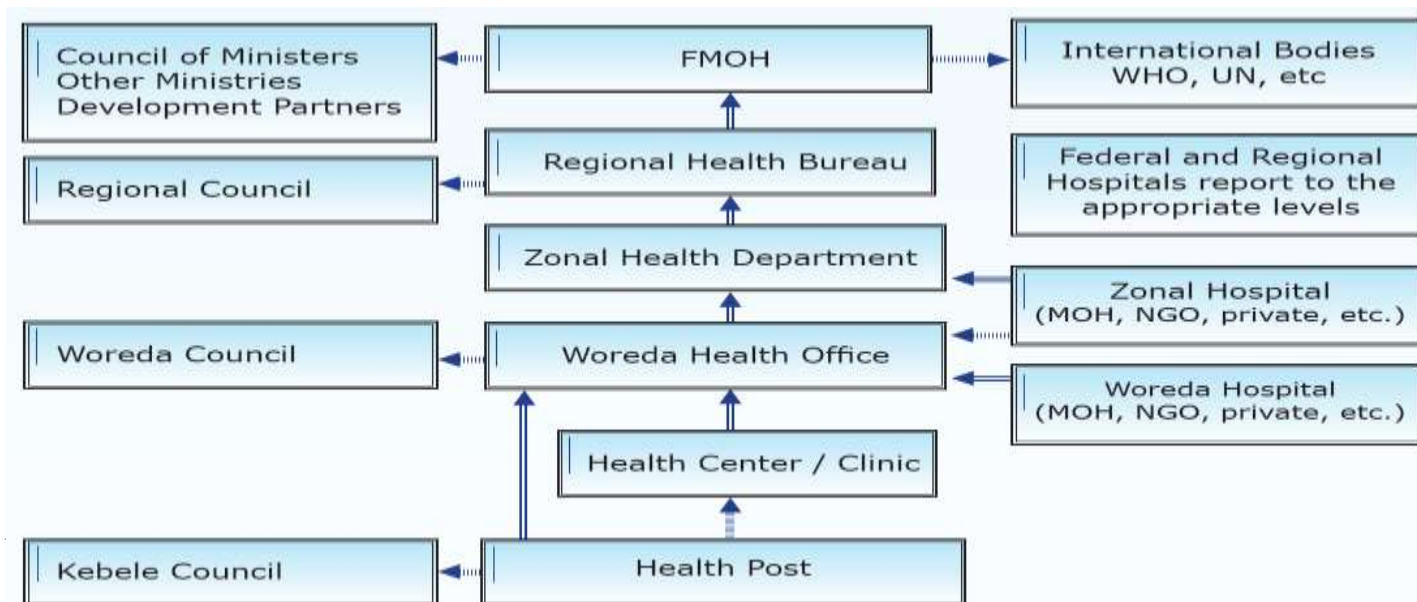 Council of Ministers
Other Ministries
Development Partners
FMOH
International Bodies
WHO, UN, etc
Regional Health Bureau
Regional Council
Federal and Regional
Hospitals report to the
appropriate levels
Zonal Health Department
Zonal Hospital
(MOH, NGO, private, etc.)
Woreda Council
Woreda Health Office
Woreda Hospital
(MOH, NGO, private, etc.)
Health Center / Clinic
Kebele Council
Health Post